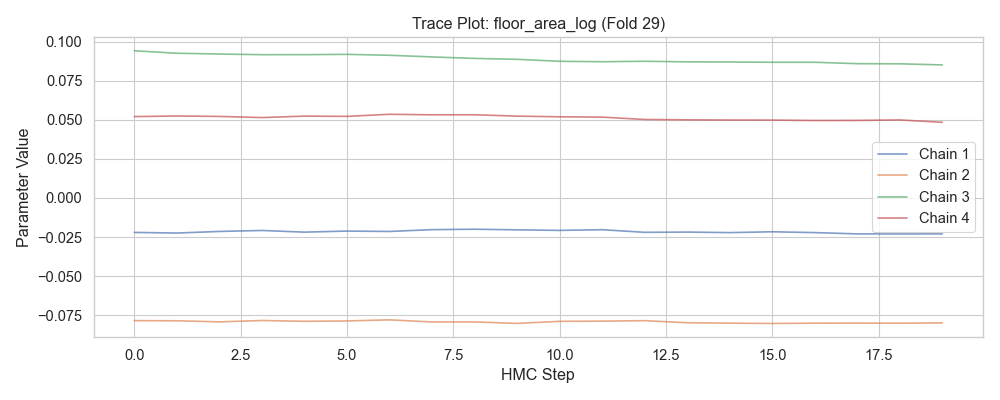 Trace Plot: floor_area_log (Fold 29)
Parameter Value
0.100
0.075
0.050
0.025
0.000
−0.025
−0.050
−0.075
Chain 1
Chain 2
Chain 3
Chain 4
0.0 2.5 5.0 7.5 10.0 12.5 15.0 17.5
HMC Step